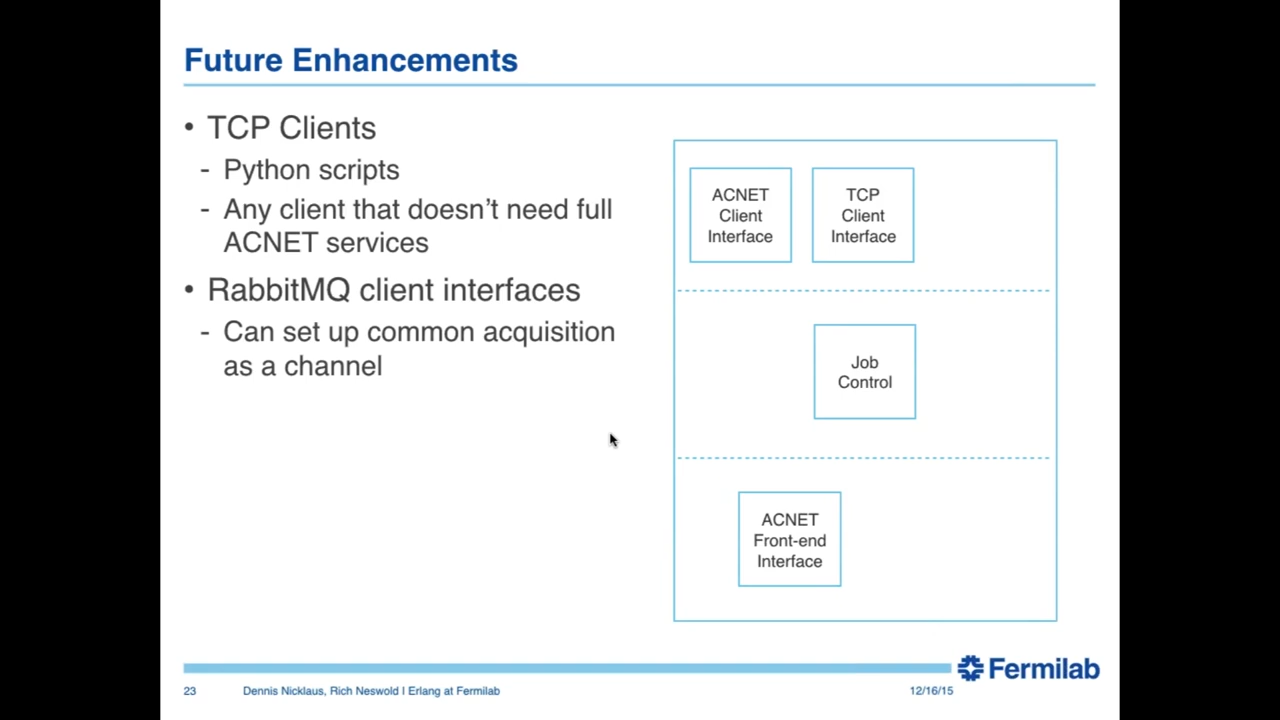 Future Enhancements
• TCP Clients
- Python scripts
- Any client that doesn’t need full
ACNET services
• RabbitMQ client interfaces
- Can set up common acquisition
as a channel
ACNET
Client
Interface
TCP
Client
Interface
Job
Control
ACNET
Front-end
Interface
Fermilab
23
Dennis Nicklaus, Rich Neswold I Erlang at Fermilab
12/16/15